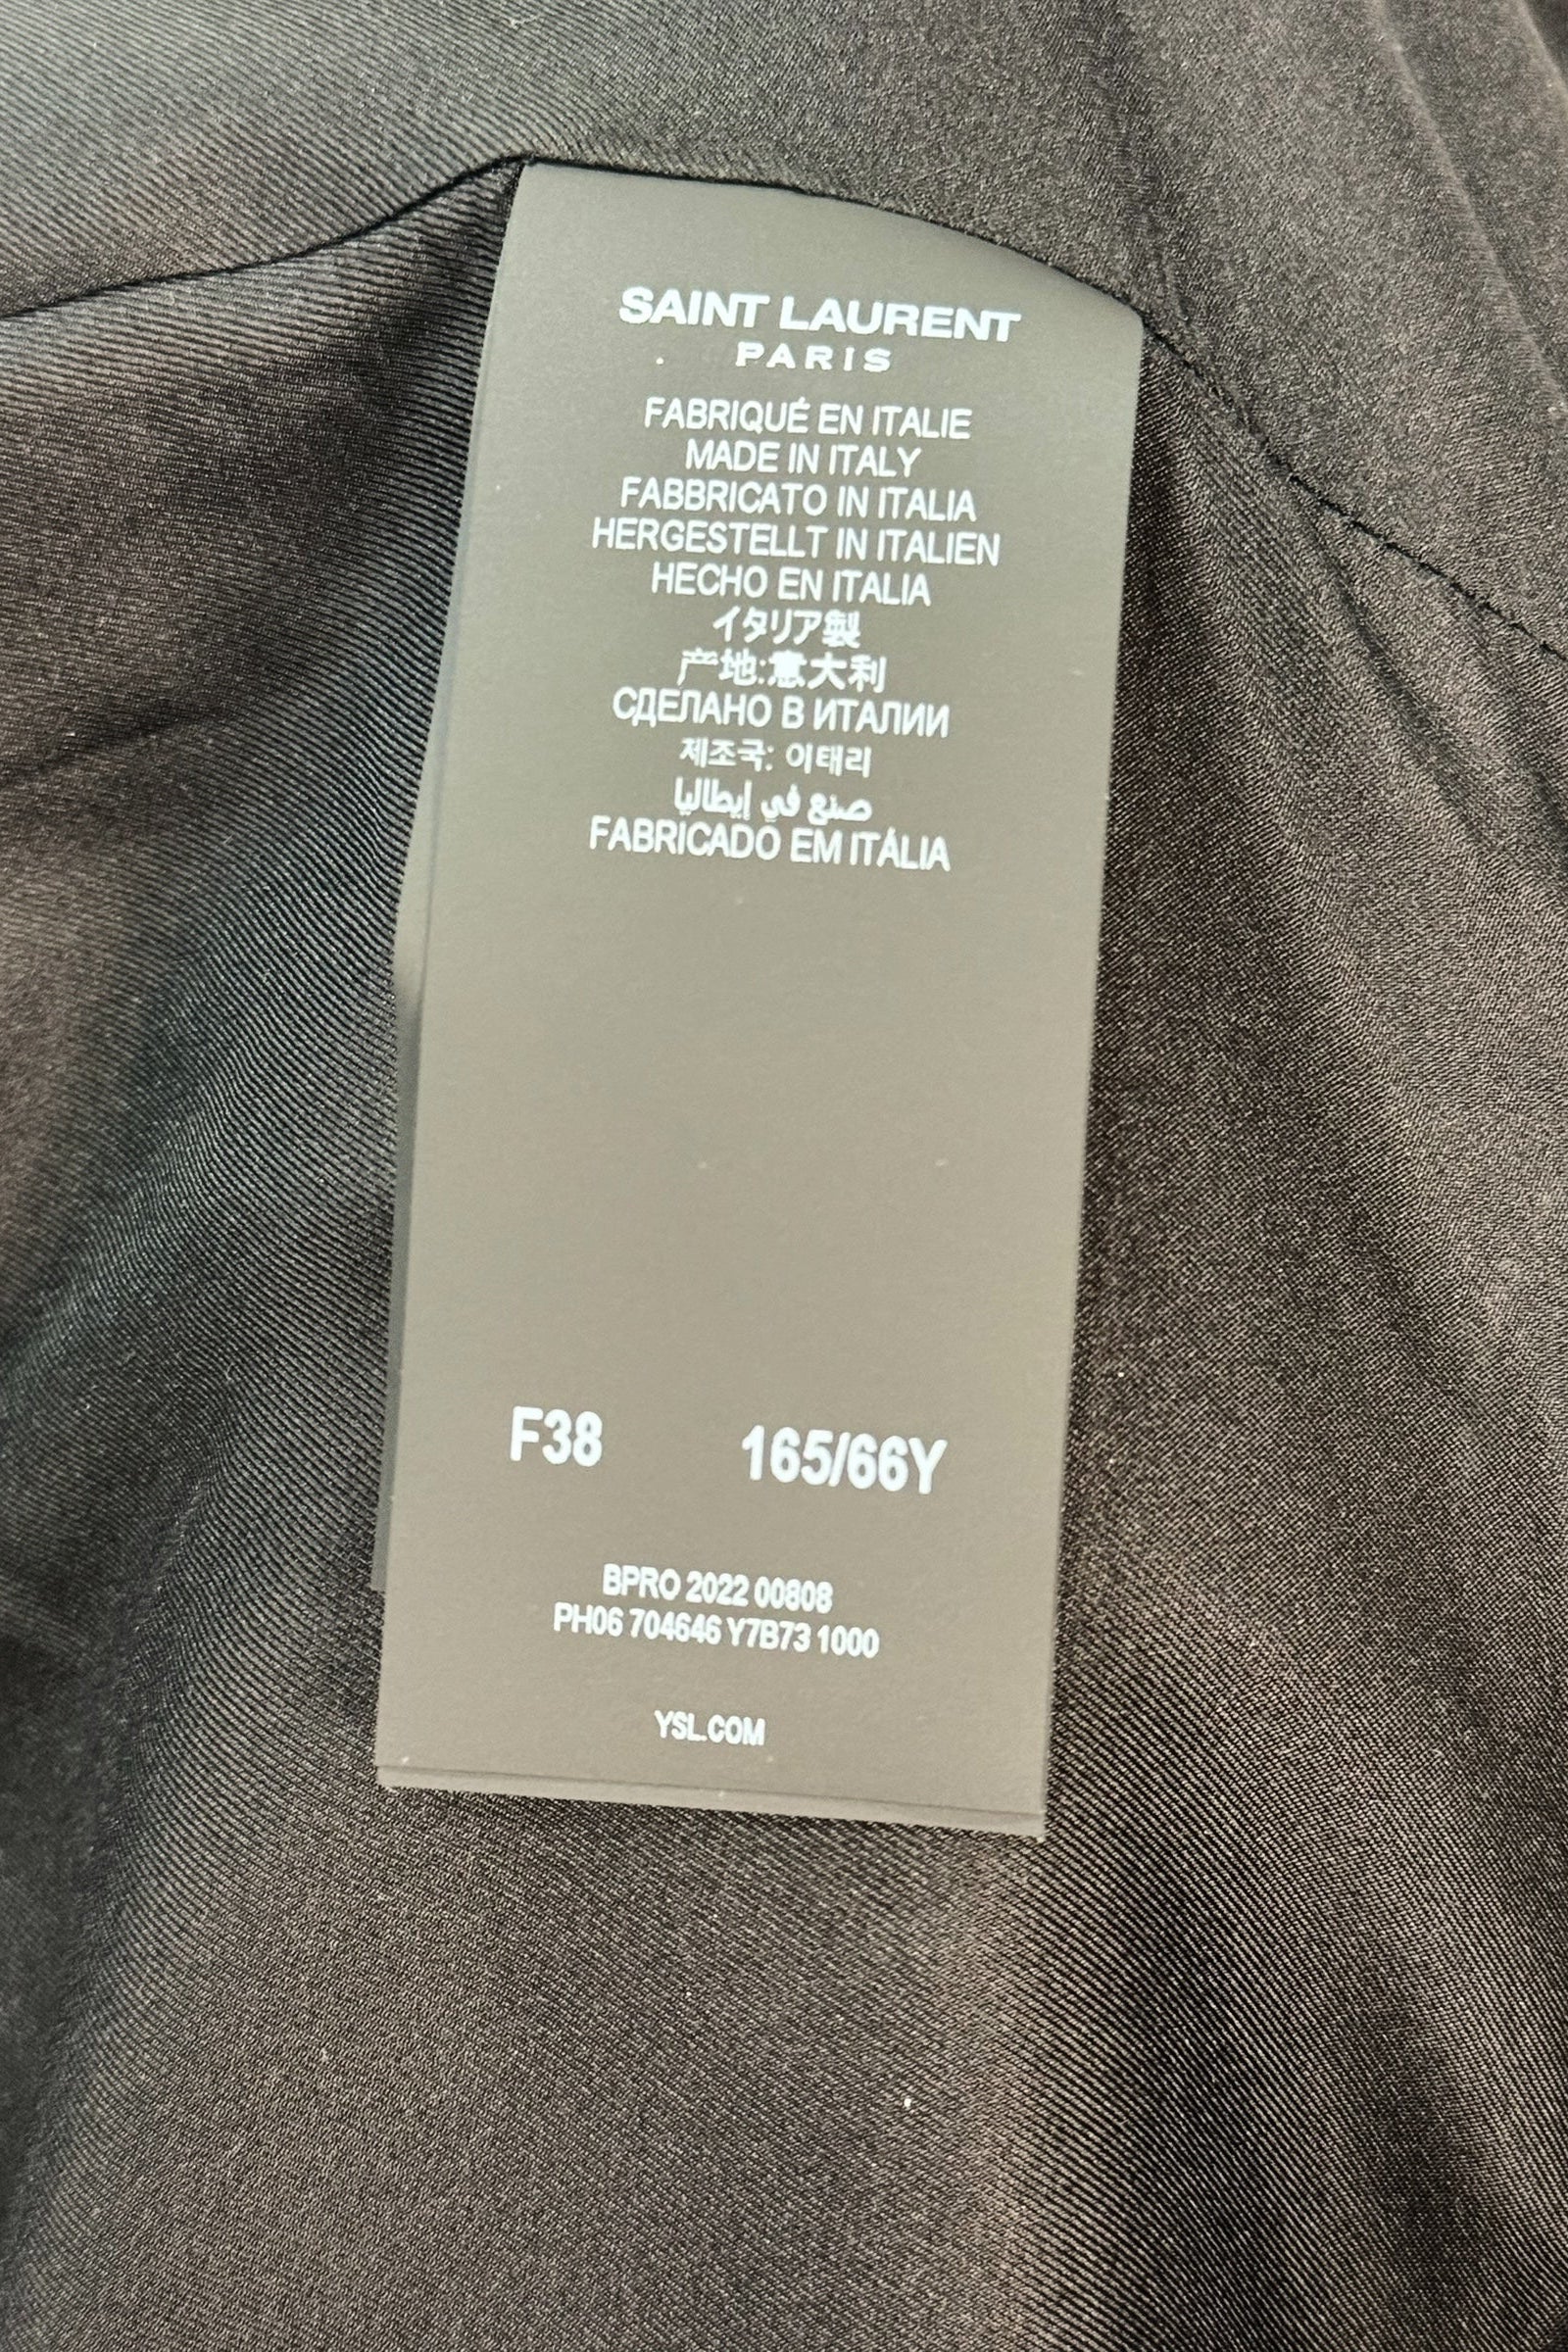 SAINT LAURENT
PARIS
FABRIQUÉ EN ITALIE
MADE IN ITALY
FABBRICATO IN ITALIA
HERGESTELLT IN ITALIEN
HECHO EN ITALIA
イタリア製
产地:意大利
СДЕЛАНО В ИТАЛИИ
제조국: 이태리
صنع في إيطاليا
FABRICADO EM ITÁLIA
F38 165/66Y
BPRO 2022 00808
PH06 704646 Y7B73 1000
YSL.COM